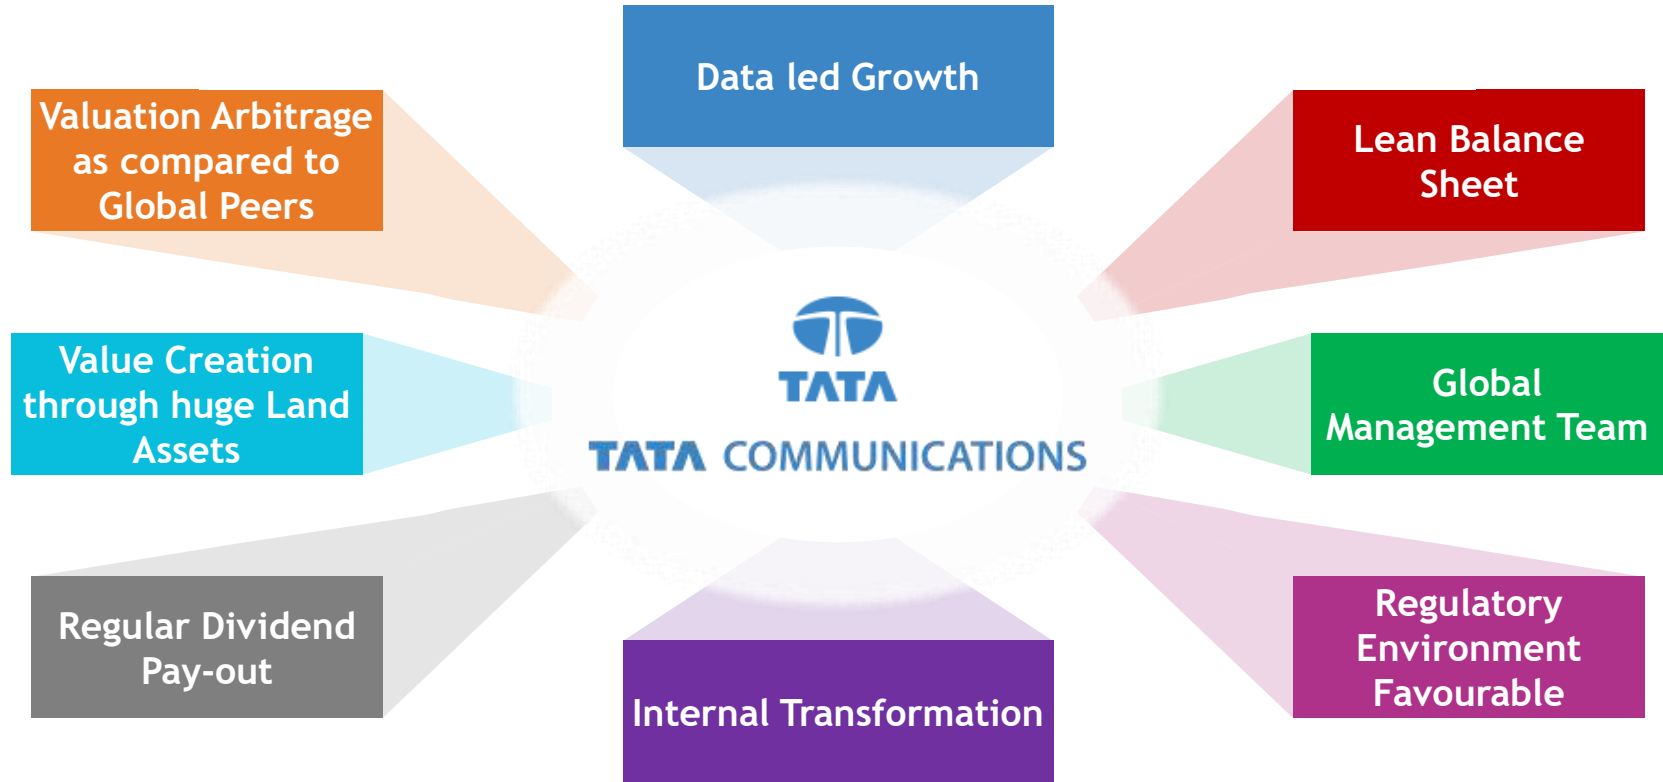 Data led Growth
Valuation Arbitrage
as compared to
Global Peers
Lean Balance
Sheet
TATA
TATA COMMUNICATIONS
Value Creation
through huge Land
Assets
Global
Management Team
Regular Dividend
Pay-out
Internal Transformation
Regulatory
Environment
Favourable